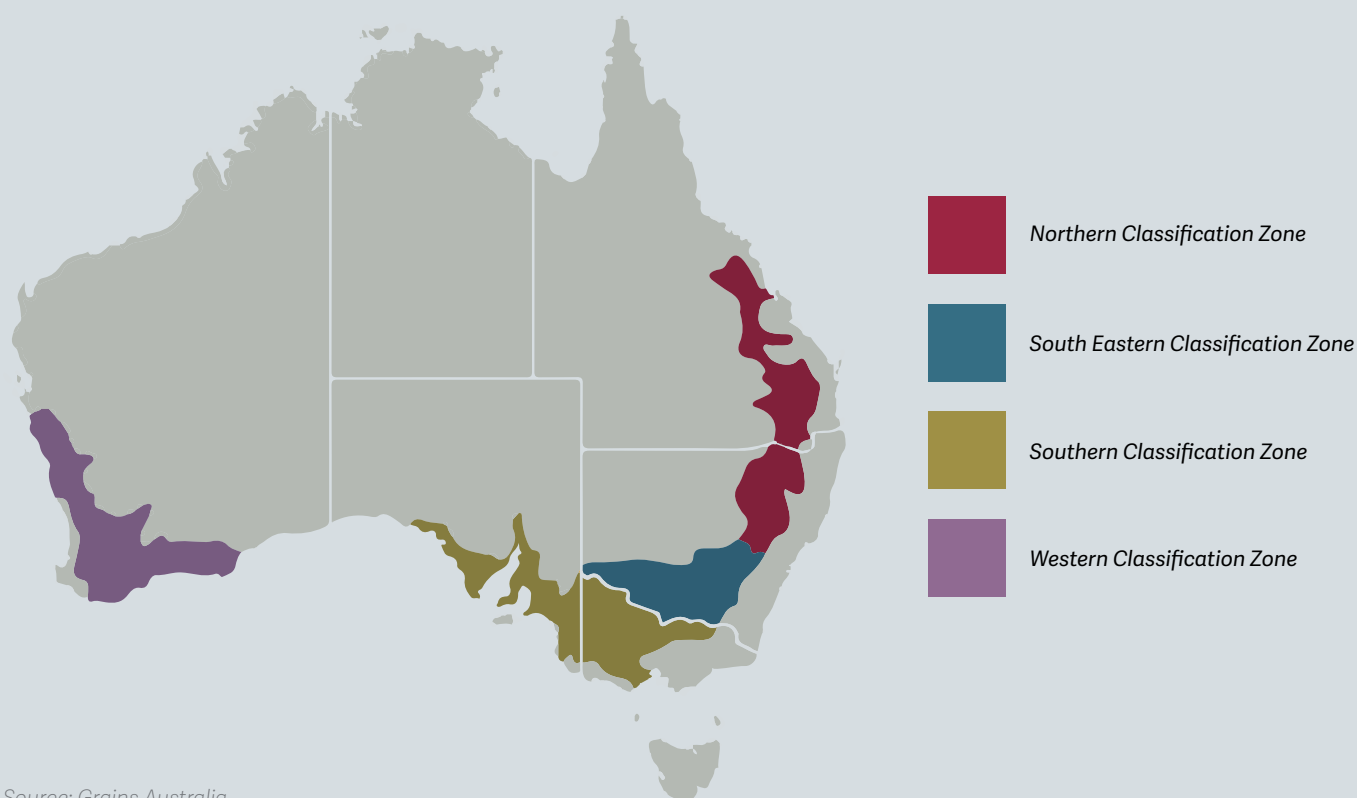 Northern Classification Zone
South Eastern Classification Zone
Southern Classification Zone
Western Classification Zone
Source: Grains Australia